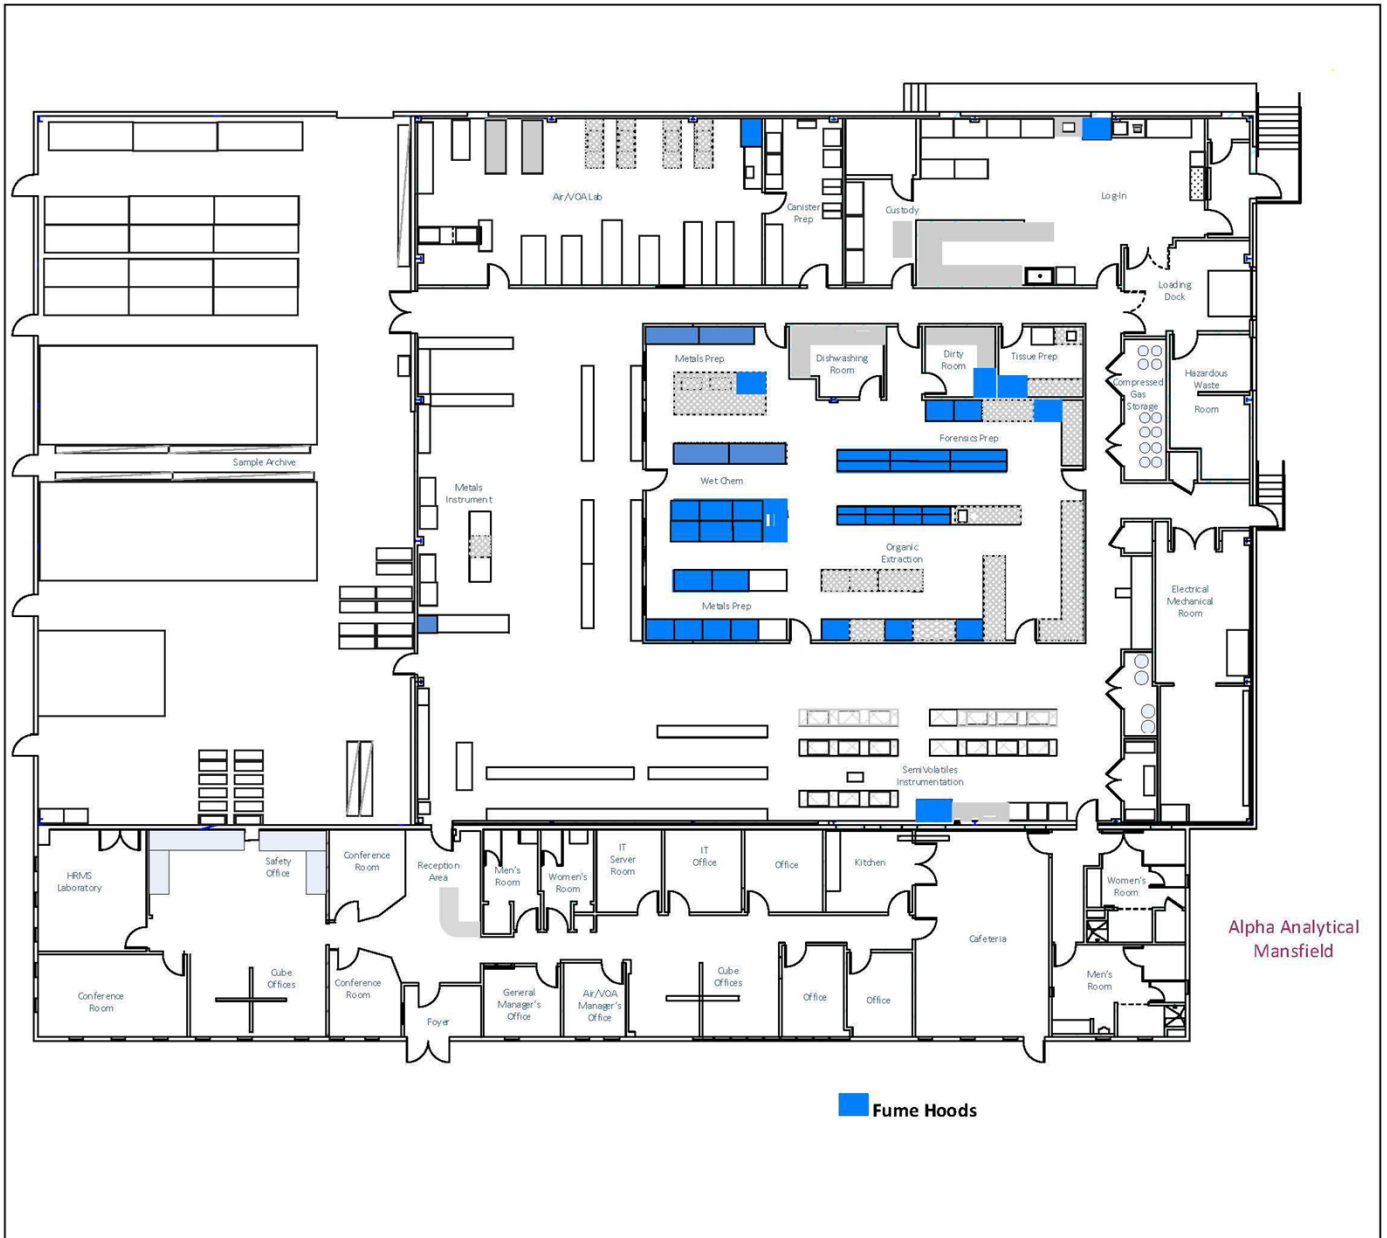 Air/VOA Lab
Canister
Prep
Custody
Log-In
Loading
Dock
Metals Prep
Dishwashing
Room
Dirty
Room
Tissue Prep
Compressed
Gas
Storage
Hazardous
Waste
Room
Forensics Prep
Sample Archive
Metals
Instrument
Wet Chem
Organic
Extraction
Metals Prep
Electrical
Mechanical
Room
SemiVolatiles
Instrumentation
HRMS
Laboratory
Safety
Office
Conference
Room
Reception
Area
Men's
Room
Women's
Room
IT
Server
Room
IT
Office
Office
Kitchen
Cafeteria
Women's
Room
Men's
Room
Conference
Room
Cube
Offices
Conference
Room
Foyer
General
Manager's
Office
Air/VOA
Manager's
Office
Cube
Offices
Office
Office
Alpha Analytical
Mansfield
Fume Hoods